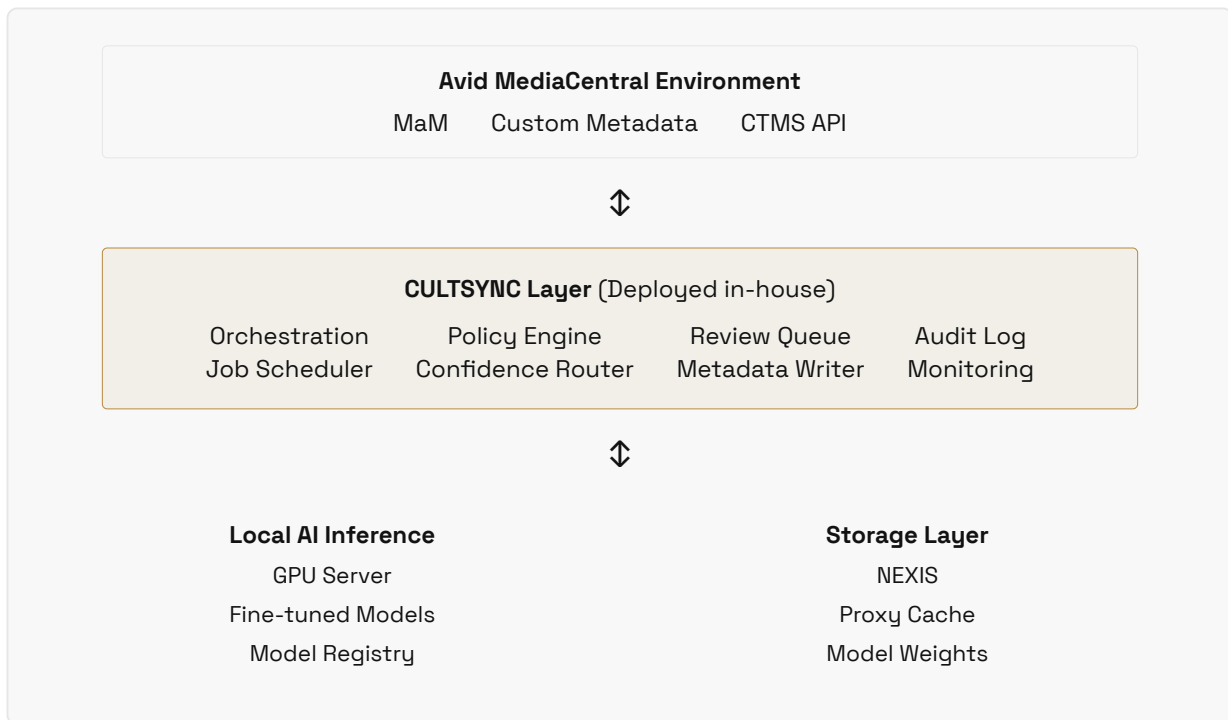 Avid MediaCentral Environment
MaM Custom Metadata CTMS API
↕
CULTSYNC Layer (Deployed in-house)
Orchestration Policy Engine Review Queue Audit Log
Job Scheduler Confidence Router Metadata Writer Monitoring
↕
Local AI Inference
GPU Server
Fine-tuned Models
Model Registry
Storage Layer
NEXIS
Proxy Cache
Model Weights